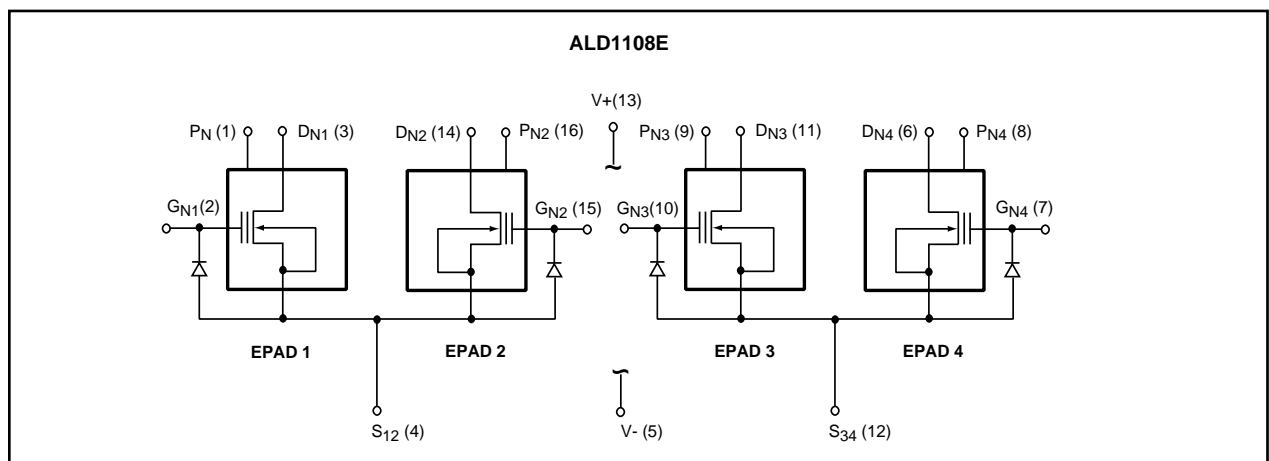 ALD1108E
V+(13)
PN (1) DN1 (3) DN2 (14) PN2 (16) PN3 (9) DN3 (11) DN4 (6) PN4 (8)
~
GN1(2) GN2 (15) GN3(10) GN4 (7)
EPAD 1 EPAD 2 EPAD 3 EPAD 4
~
S12 (4) V- (5) S34 (12)